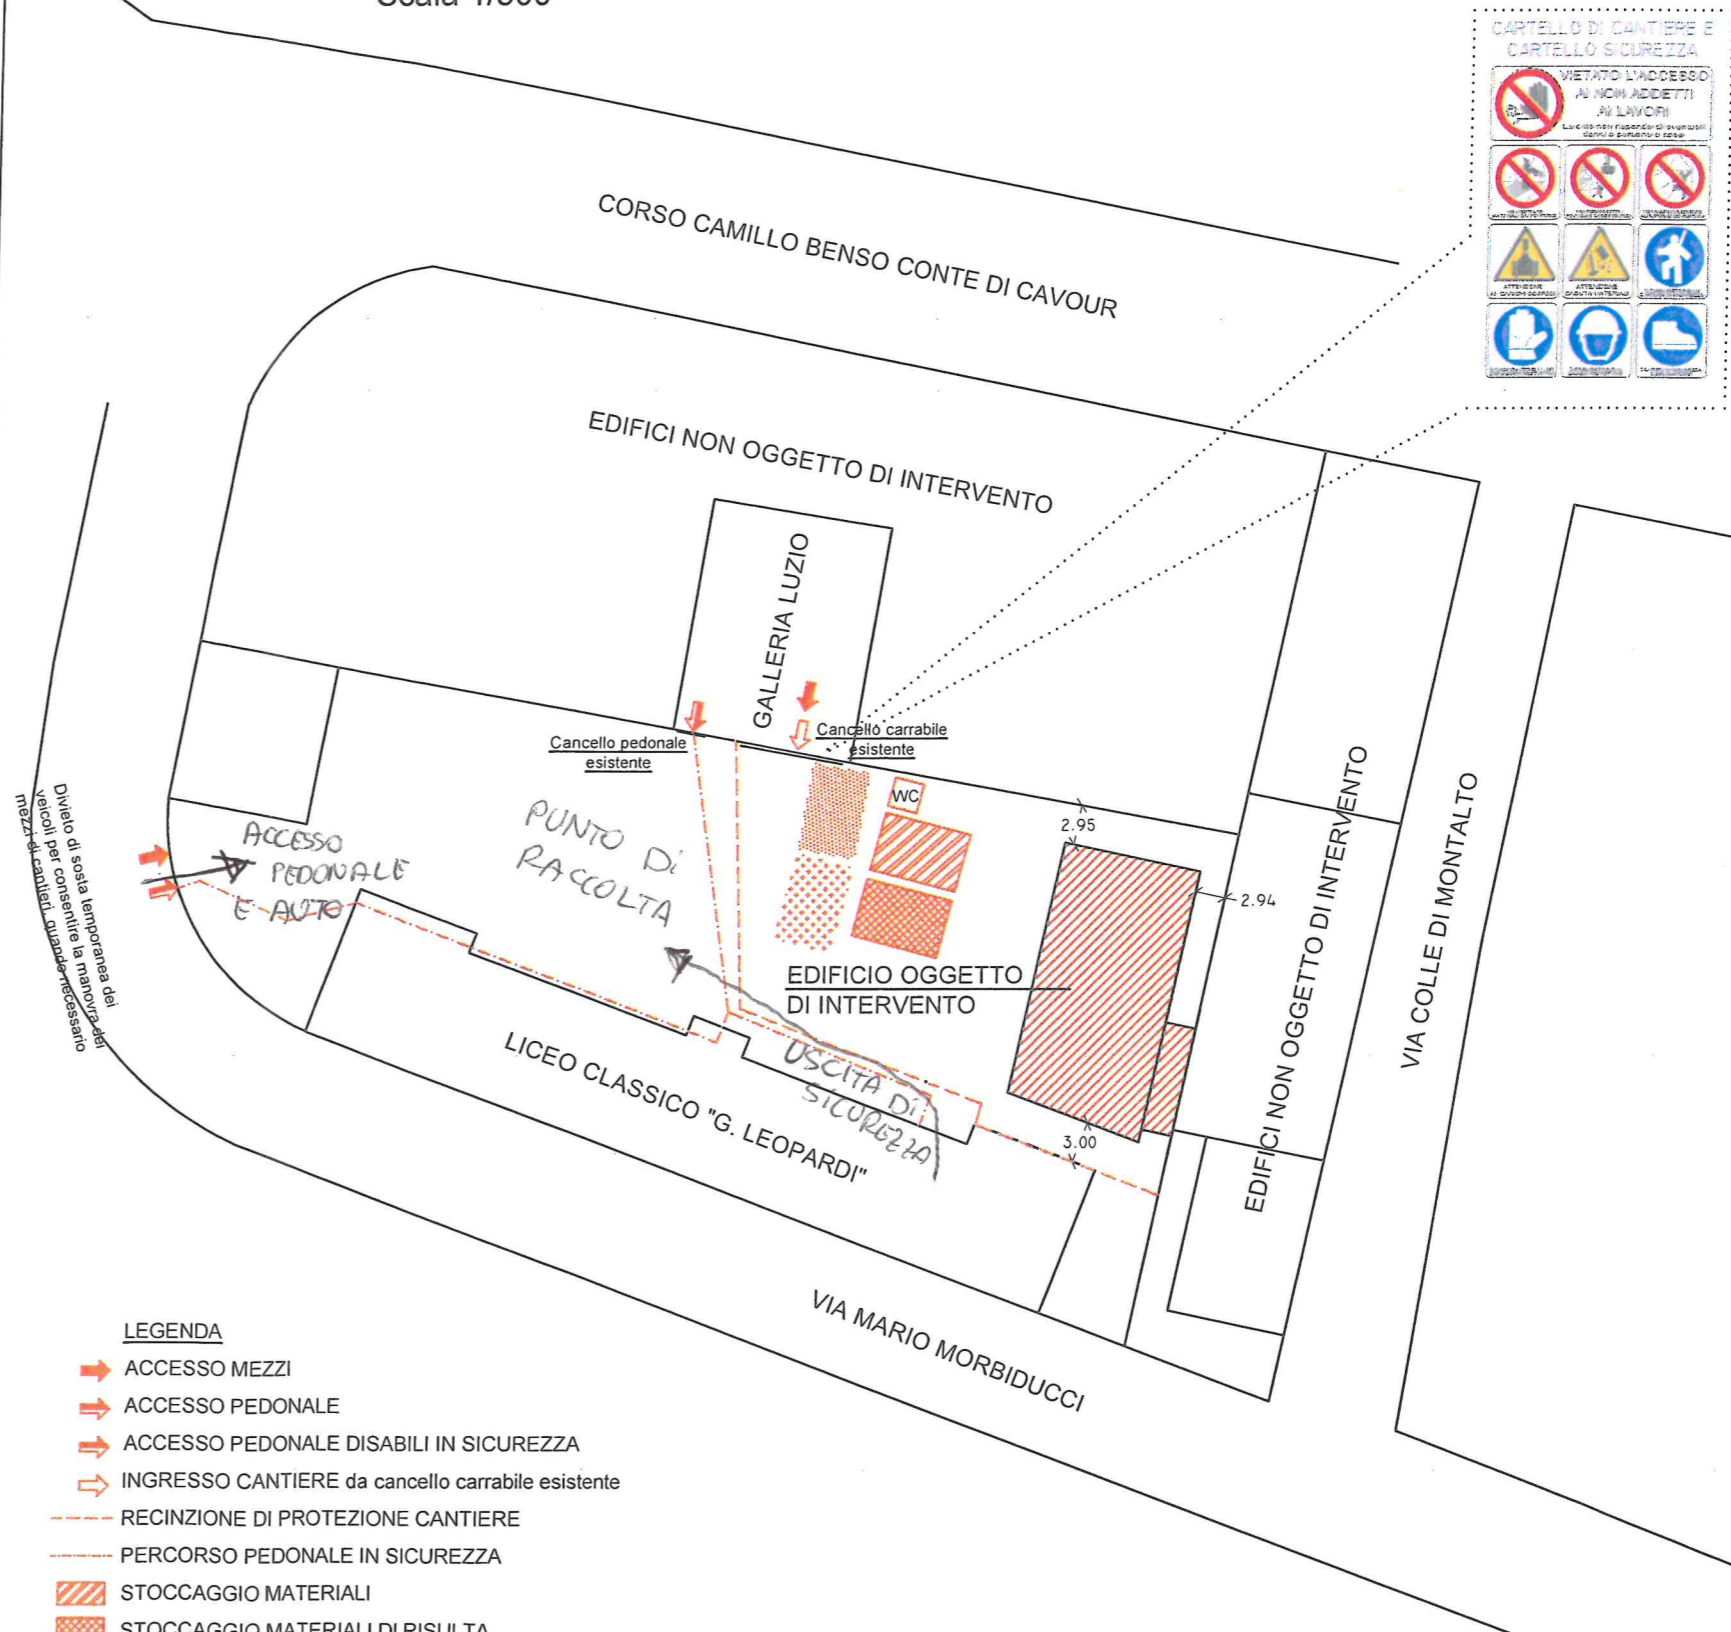 CARTELLO DI CANTIERE E
CARTELLO SICUREZZA
VIETATO L'ACCESSO
AI NON ADDETTI
AI LAVORI
ATTENZIONE
ATTENZIONE
CORSO CAMILLO BENSO CONTE DI CAVOUR
EDIFICI NON OGGETTO DI INTERVENTO
GALLERIA LUZIO
Cancello pedonale
esistente
Cancello carrabile
esistente
WC
2.95
2.94
3.00
PUNTO Di
RACCOLTA
ACCESSO
PEDONALE
E AUTO
Divieto di sosta temporanea dei
veicoli per consentire la manovra dei
mezzi di cantieri, quando necessario
EDIFICIO OGGETTO
DI INTERVENTO
USCITA Di
SICUREZZA
LICEO CLASSICO "G. LEOPARDI"
EDIFICI NON OGGETTO DI INTERVENTO
VIA COLLE DI MONTALTO
VIA MARIO MORBIDUCCI
LEGENDA
ACCESSO MEZZI
ACCESSO PEDONALE
ACCESSO PEDONALE DISABILI IN SICUREZZA
INGRESSO CANTIERE da cancello carrabile esistente
RECINZIONE DI PROTEZIONE CANTIERE
PERCORSO PEDONALE IN SICUREZZA
STOCCAGGIO MATERIALI
STOCCAGGIO MATERIALI DI RISULTA